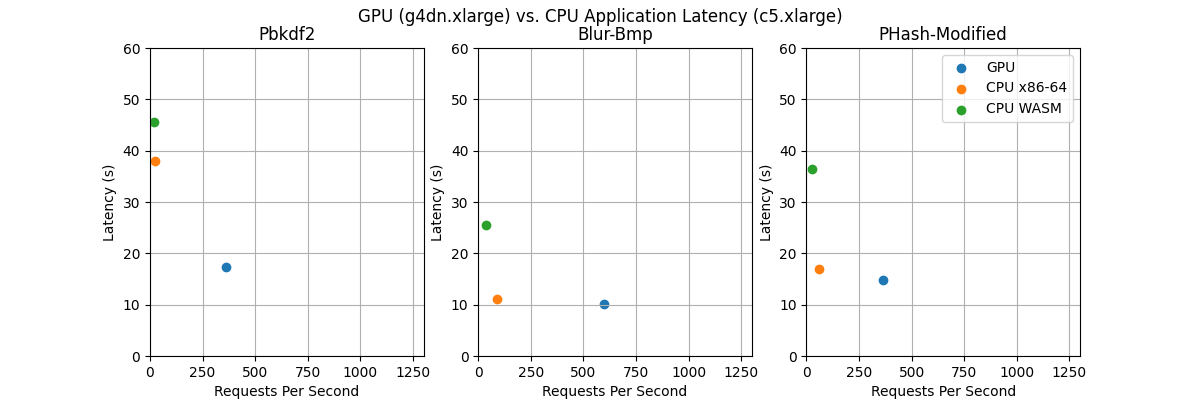 GPU (g4dn.xlarge) vs. CPU Application Latency (c5.xlarge)
Pbkdf2
60
50
40
30
20
10
0
Latency (s)
0 250 500 750 1000 1250
Requests Per Second
Blur-Bmp
60
50
40
30
20
10
0
Latency (s)
0 250 500 750 1000 1250
Requests Per Second
PHash-Modified
GPU
CPU x86-64
CPU WASM
60
50
40
30
20
10
0
Latency (s)
0 250 500 750 1000 1250
Requests Per Second